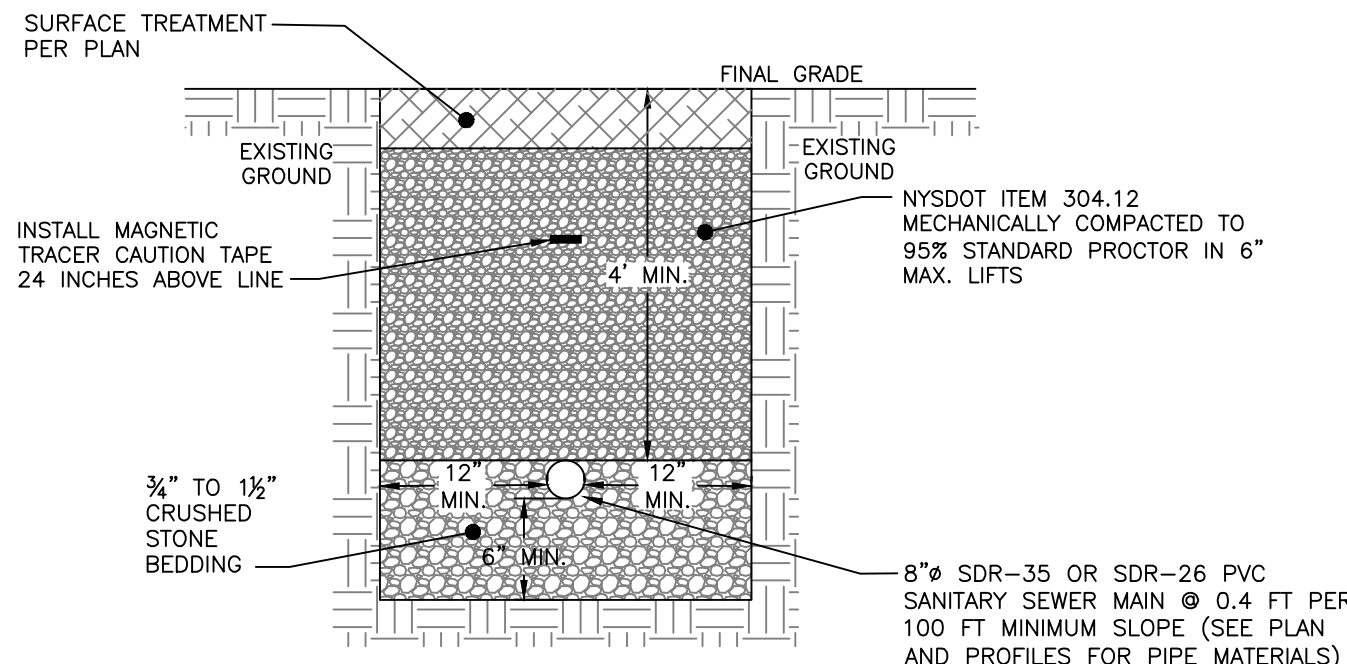 SURFACE TREATMENT
PER PLAN
FINAL GRADE
EXISTING
GROUND
EXISTING
GROUND
INSTALL MAGNETIC
TRACER CAUTION TAPE
24 INCHES ABOVE LINE
NYSDOT ITEM 304.12
MECHANICALLY COMPACTED TO
95% STANDARD PROCTOR IN 6"
MAX. LIFTS
4' MIN.
12"
MIN.
12"
MIN.
¾" TO 1½"
CRUSHED
STONE
BEDDING
6" MIN.
8"ø SDR-35 OR SDR-26 PVC
SANITARY SEWER MAIN @ 0.4 FT PER
100 FT MINIMUM SLOPE (SEE PLAN
AND PROFILES FOR PIPE MATERIALS)